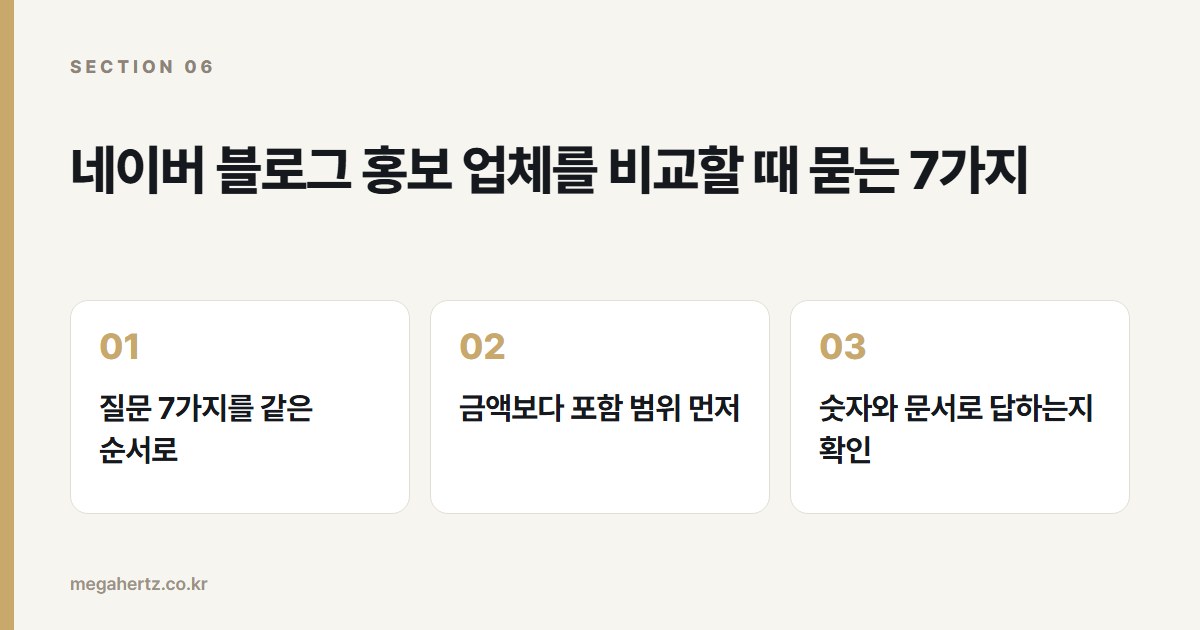 SECTION 06
네이버 블로그 홍보 업체를 비교할 때 묻는 7가지
01
질문 7가지를 같은
순서로
02
금액보다 포함 범위 먼저
03
숫자와 문서로 답하는지
확인
megahertz.co.kr